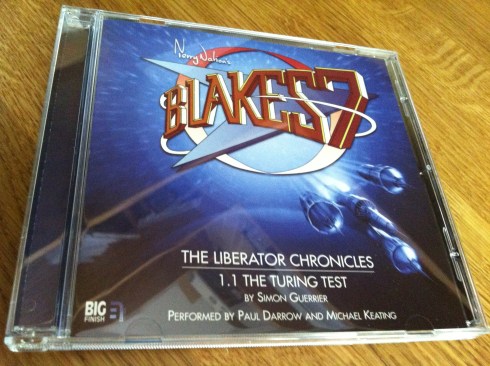 Terry Nation's
BLAKES 7
THE LIBERATOR CHRONICLES
1.1 THE TURING TEST
BY SIMON GUERRIER
PERFORMED BY PAUL DARROW AND MICHAEL KEATING
BIG
FINISH